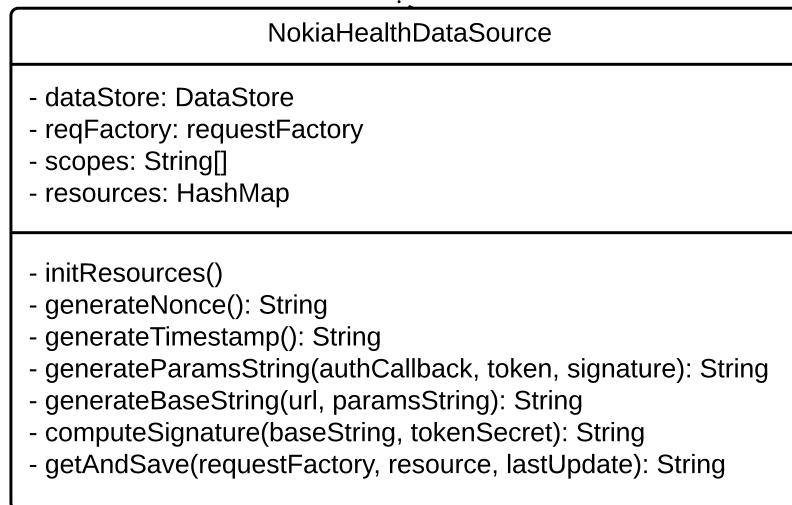 NokiaHealthDataSource
- dataStore: DataStore
- reqFactory: requestFactory
- scopes: String[]
- resources: HashMap
- initResources()
- generateNonce(): String
- generateTimestamp(): String
- generateParamsString(authCallback, token, signature): String
- generateBaseString(url, paramsString): String
- computeSignature(baseString, tokenSecret): String
- getAndSave(requestFactory, resource, lastUpdate): String